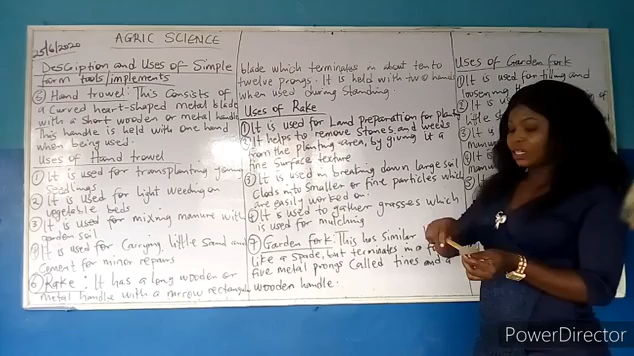 25/6/2020
AGRIC SCIENCE
Description and Uses of Simple
farm tools/implements
⑤ Hand trowel: This consists of
a curved heart-shaped metal blade
with a short wooden or metal handle
This handle is held with one hand
when being used.
Uses of Hand trowel
① It is used for transplanting young
Seedlings
② It is used for light weeding on
vegetable beds
③ It is used for mixing manure with
garden soil
④ It is used for carrying little sand and
cement for minor repairs
⑥ Rake: It has a long wooden or
metal handle with a narrow rectangular
blade which terminates in about ten to
twelve prongs. It is held with two hands
when used during standing.
Uses of Rake
① It is used for Land preparation for plants
② It helps to remove stones, and weeds
from the planting area, by giving it a
fine surface texture
③ It is used in breaking down large soil
clods into smaller or fine particles which
are easily worked on.
④ It is used to gather grasses which
is used for mulching
⑦ Garden fork: This has similar
like a spade, but terminates in a
five metal prongs called tines and a
wooden handle.
Uses of Garden fork
① It is used for tilling and
loosening
② It is
of
③ It
④ It is
⑤ It
PowerDirector